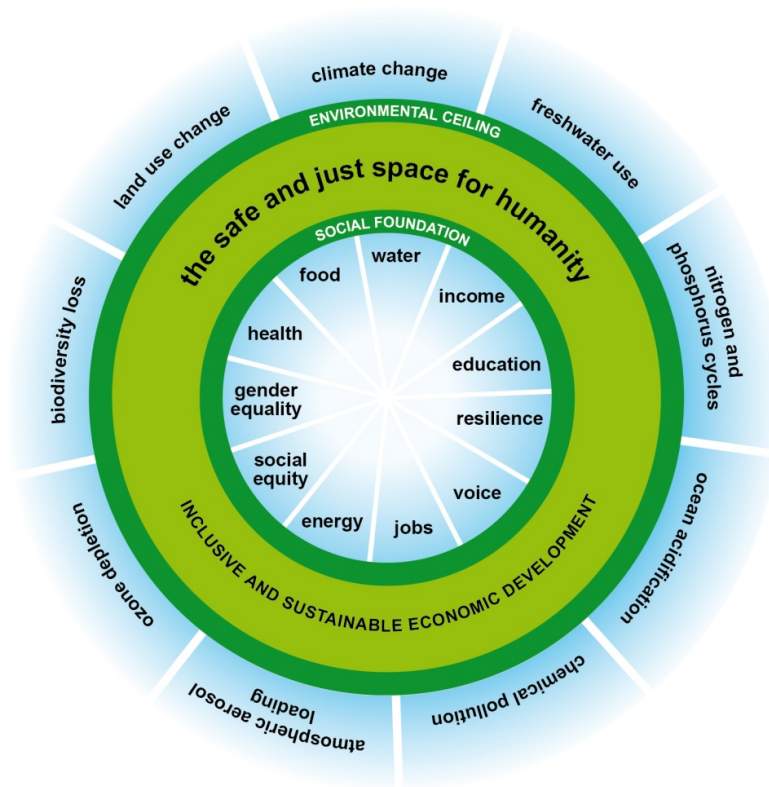 climate change
freshwater use
nitrogen and
phosphorus cycles
ocean acidification
chemical pollution
atmospheric aerosol
loading
ozone depletion
biodiversity loss
land use change
ENVIRONMENTAL CEILING
the safe and just space for humanity
SOCIAL FOUNDATION
water
income
education
resilience
voice
jobs
energy
social
equity
gender
equality
health
food
INCLUSIVE AND SUSTAINABLE ECONOMIC DEVELOPMENT